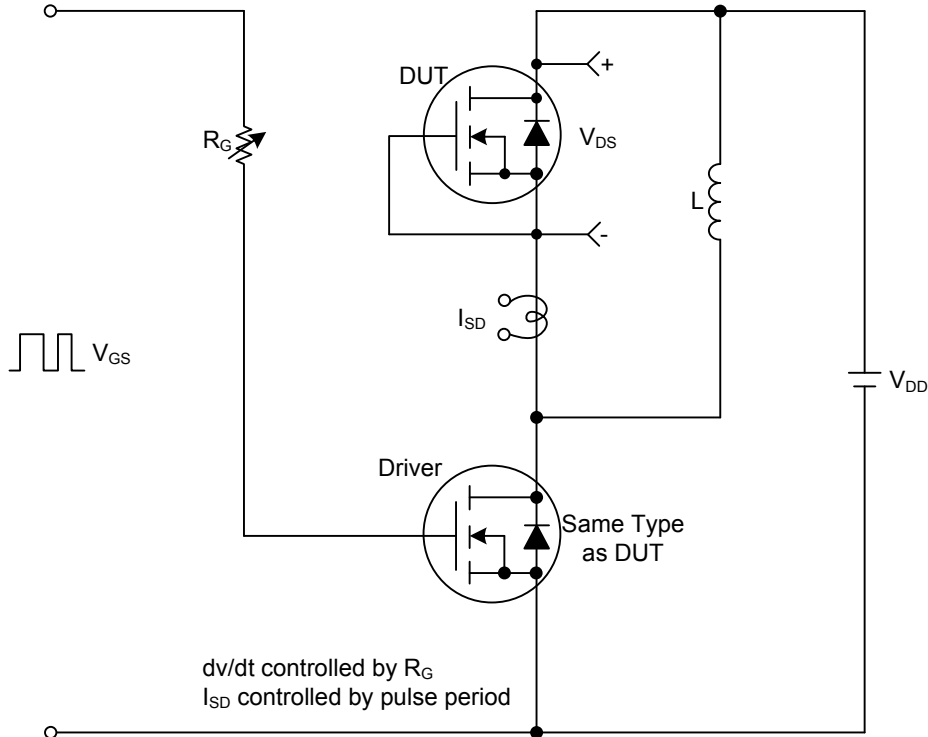 DUT
+
R_G
V_DS
L
-
I_SD
V_GS
V_DD
Driver
Same Type
as DUT
dv/dt controlled by R_G
I_SD controlled by pulse period